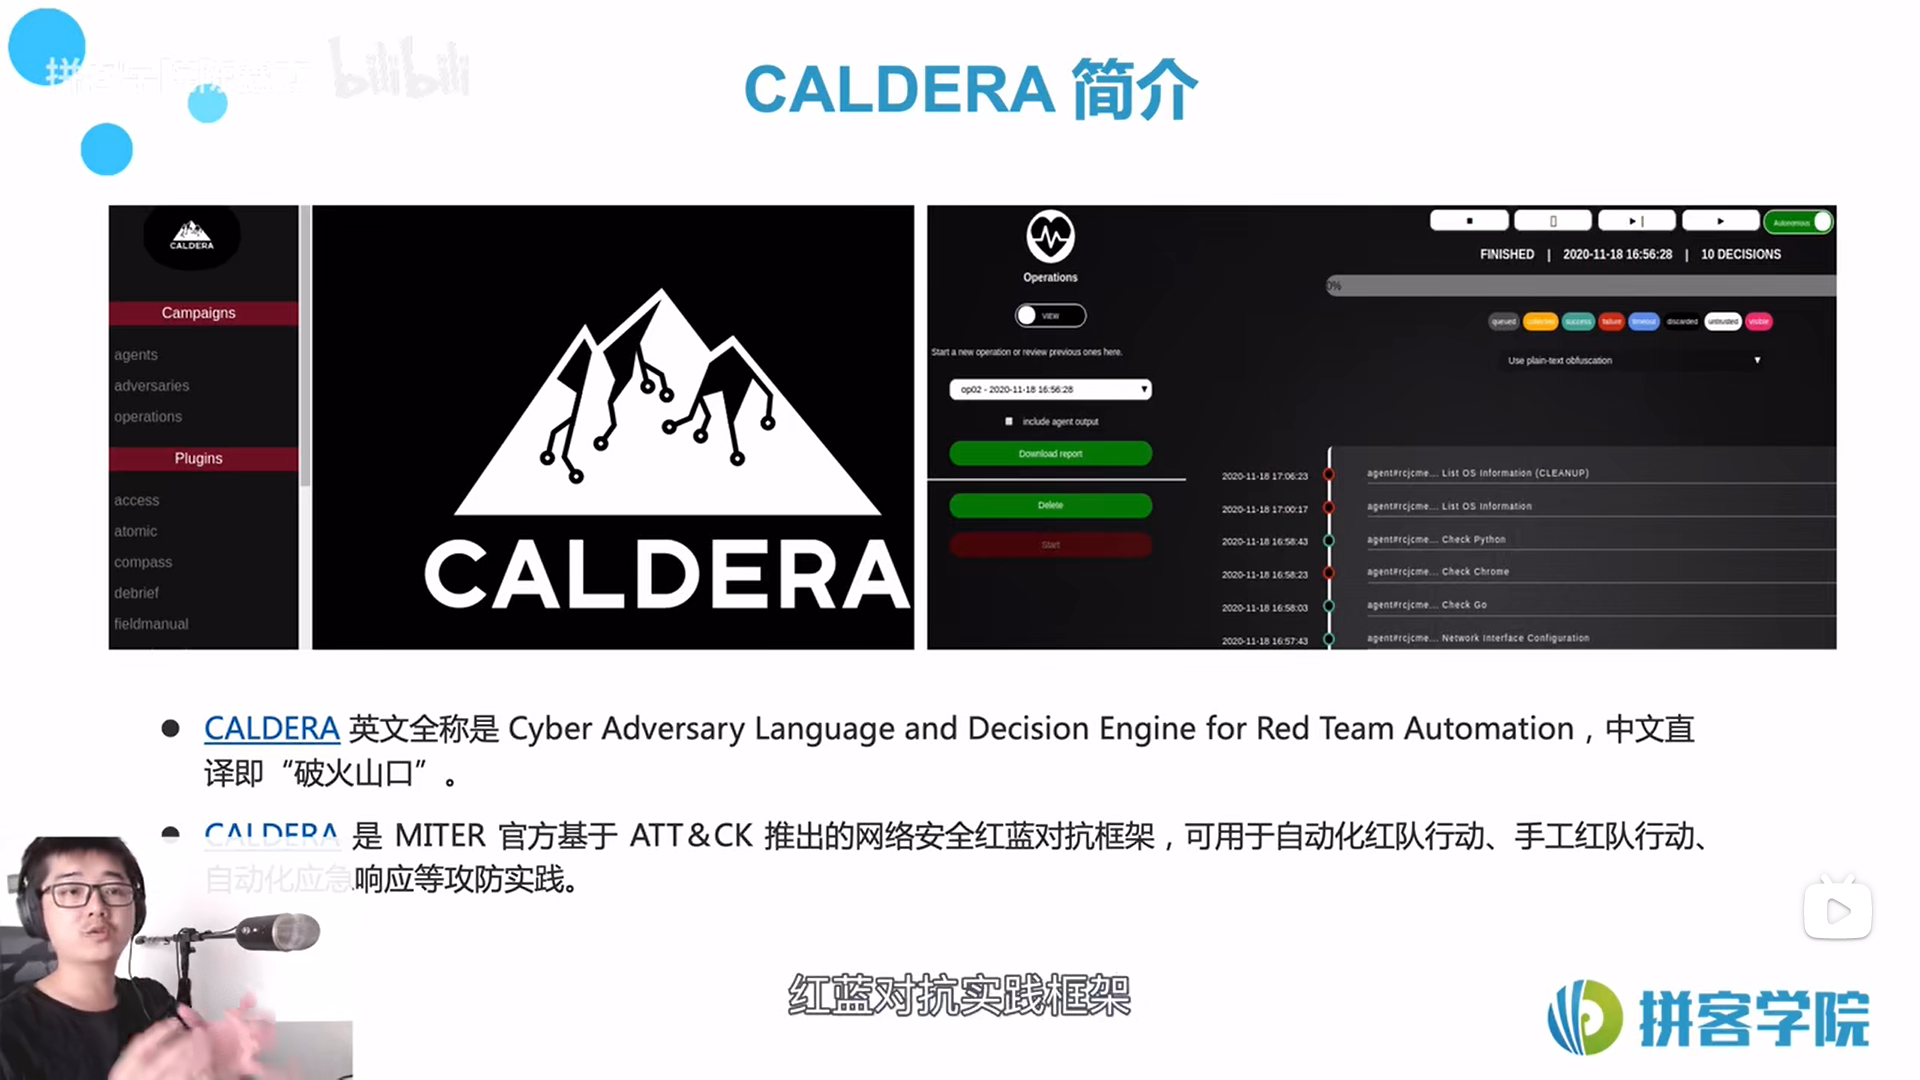 bilibili
CALDERA 简介
CALDERA
Campaigns
agents
adversaries
operations
Plugins
access
atomic
compass
debrief
fieldmanual
CALDERA
Operations
VIEW
Start a new operation or review previous ones here.
op02 - 2020-11-18 16:56:28
include agent output
Download report
Delete
Start
Autonomous
FINISHED | 2020-11-18 16:56:28 | 10 DECISIONS
0%
queued collected success failure timeout discarded untrusted visible
Use plain-text obfuscation
2020-11-18 17:06:23 agent#rcjcme... List OS Information (CLEANUP)
2020-11-18 17:00:17 agent#rcjcme... List OS Information
2020-11-18 16:58:43 agent#rcjcme... Check Python
2020-11-18 16:58:23 agent#rcjcme... Check Chrome
2020-11-18 16:58:03 agent#rcjcme... Check Go
2020-11-18 16:57:43 agent#rcjcme... Network Interface Configuration
CALDERA 英文全称是 Cyber Adversary Language and Decision Engine for Red Team Automation，中文直
译即“破火山口”。
CALDERA 是 MITER 官方基于 ATT&CK 推出的网络安全红蓝对抗框架，可用于自动化红队行动、手工红队行动、
自动化应急响应等攻防实践。
红蓝对抗实践框架
拼客学院